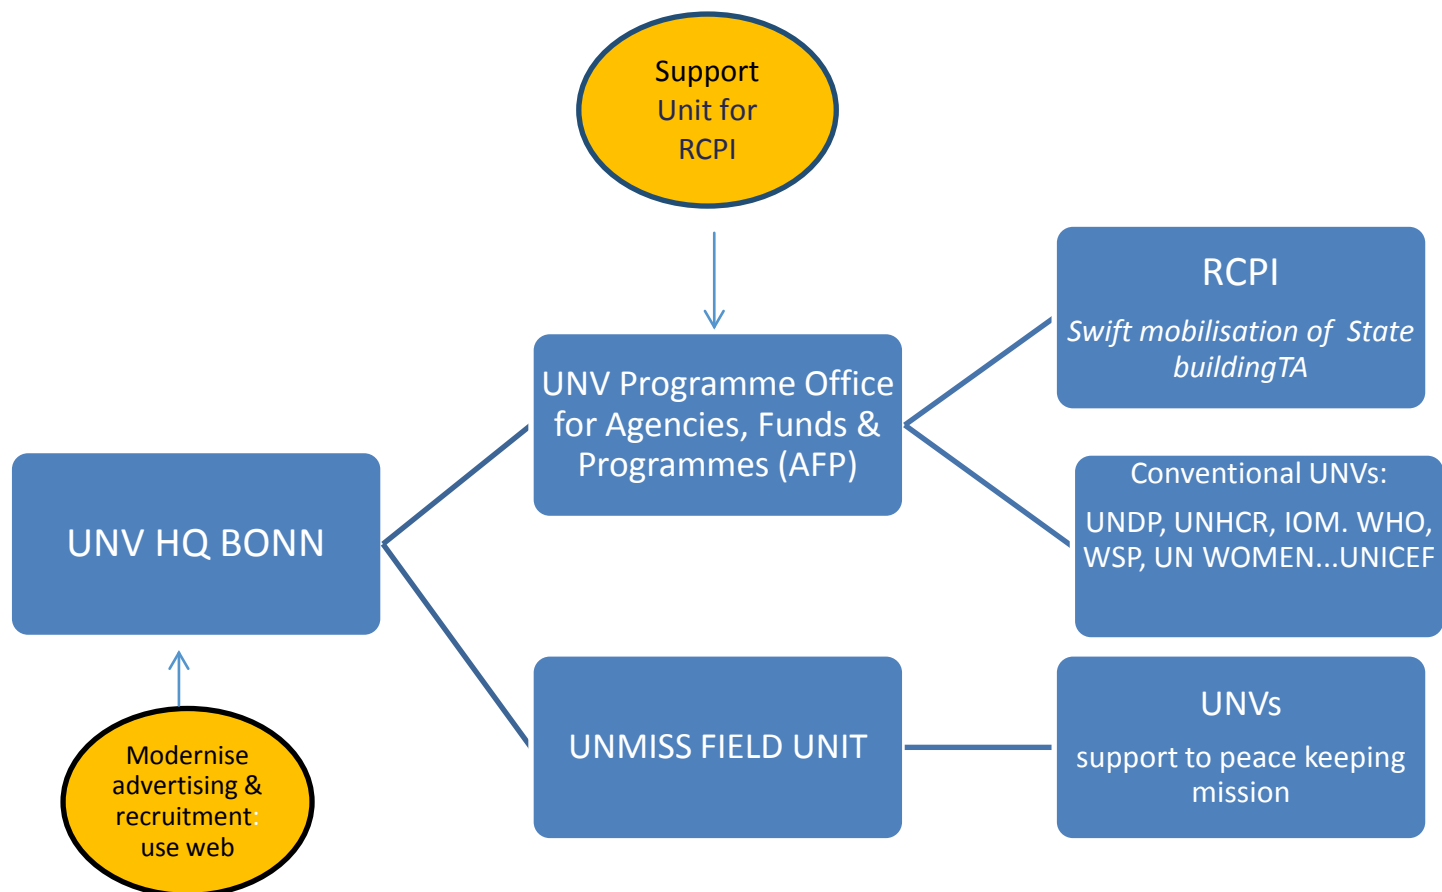 Support
Unit for
RCPI
RCPI
Swift mobilisation of State
buildingTA
UNV Programme Office
for Agencies, Funds &
Programmes (AFP)
Conventional UNVs:
UNDP, UNHCR, IOM. WHO,
WSP, UN WOMEN...UNICEF
UNV HQ BONN
UNMISS FIELD UNIT
UNVs
support to peace keeping
mission
Modernise
advertising &
recruitment:
use web